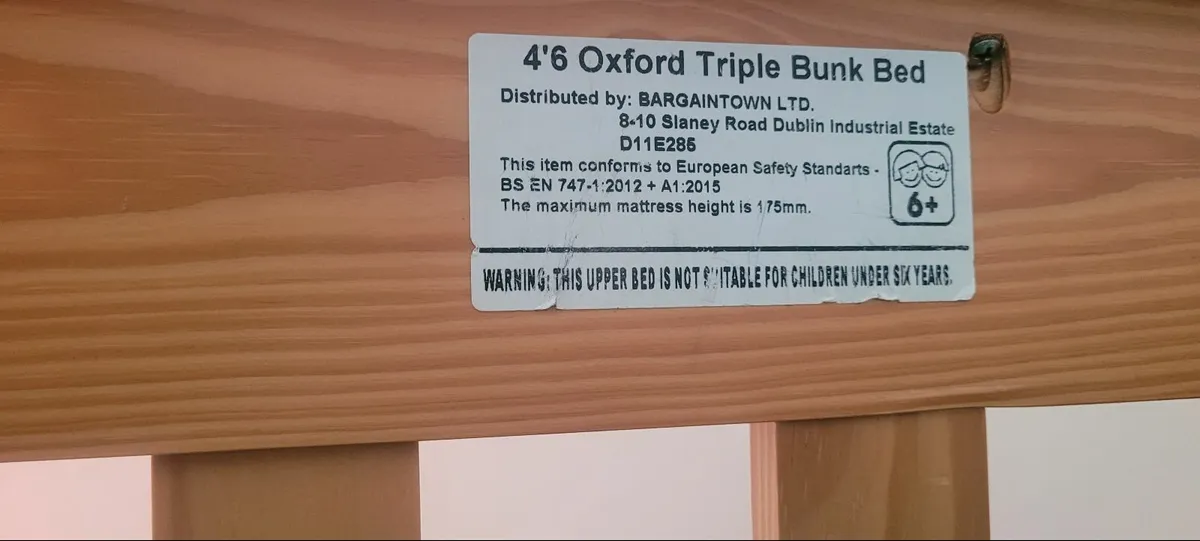 4'6 Oxford Triple Bunk Bed
Distributed by: BARGAINTOWN LTD.
8-10 Slaney Road Dublin Industrial Estate
D11E285
This item conforms to European Safety Standarts -
BS EN 747-1:2012 + A1:2015
The maximum mattress height is 175mm.
6+
WARNING: THIS UPPER BED IS NOT SUITABLE FOR CHILDREN UNDER SIX YEARS.